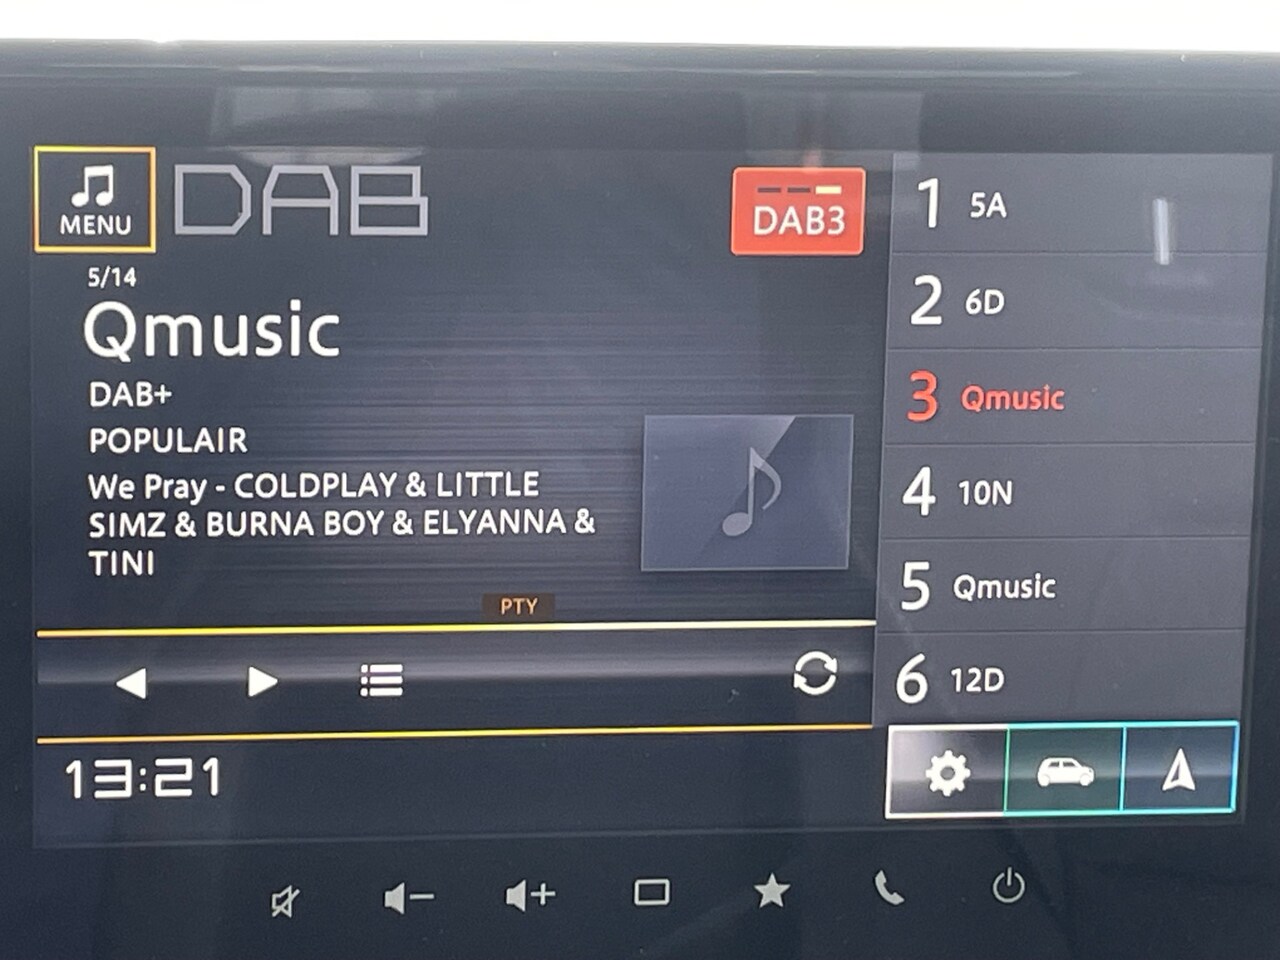 MENU
DAB
DAB3
5/14
Qmusic
DAB+
POPULAIR
We Pray - COLDPLAY & LITTLE
SIMZ & BURNA BOY & ELYANNA &
TINI
PTY
13:21
1 5A
2 6D
3 Qmusic
4 10N
5 Qmusic
6 12D